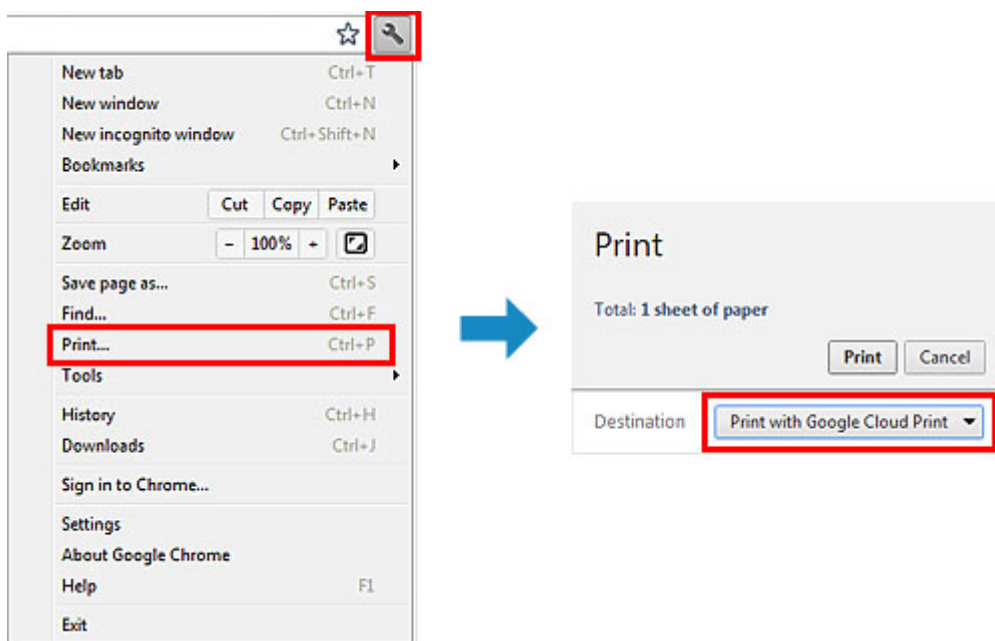 New tab Ctrl+T
New window Ctrl+N
New incognito window Ctrl+Shift+N
Bookmarks
Edit Cut Copy Paste
Zoom - 100% +
Save page as... Ctrl+S
Find... Ctrl+F
Print... Ctrl+P
Tools
History Ctrl+H
Downloads Ctrl+J
Sign in to Chrome...
Settings
About Google Chrome
Help F1
Exit
Print
Total: 1 sheet of paper
Print Cancel
Destination Print with Google Cloud Print